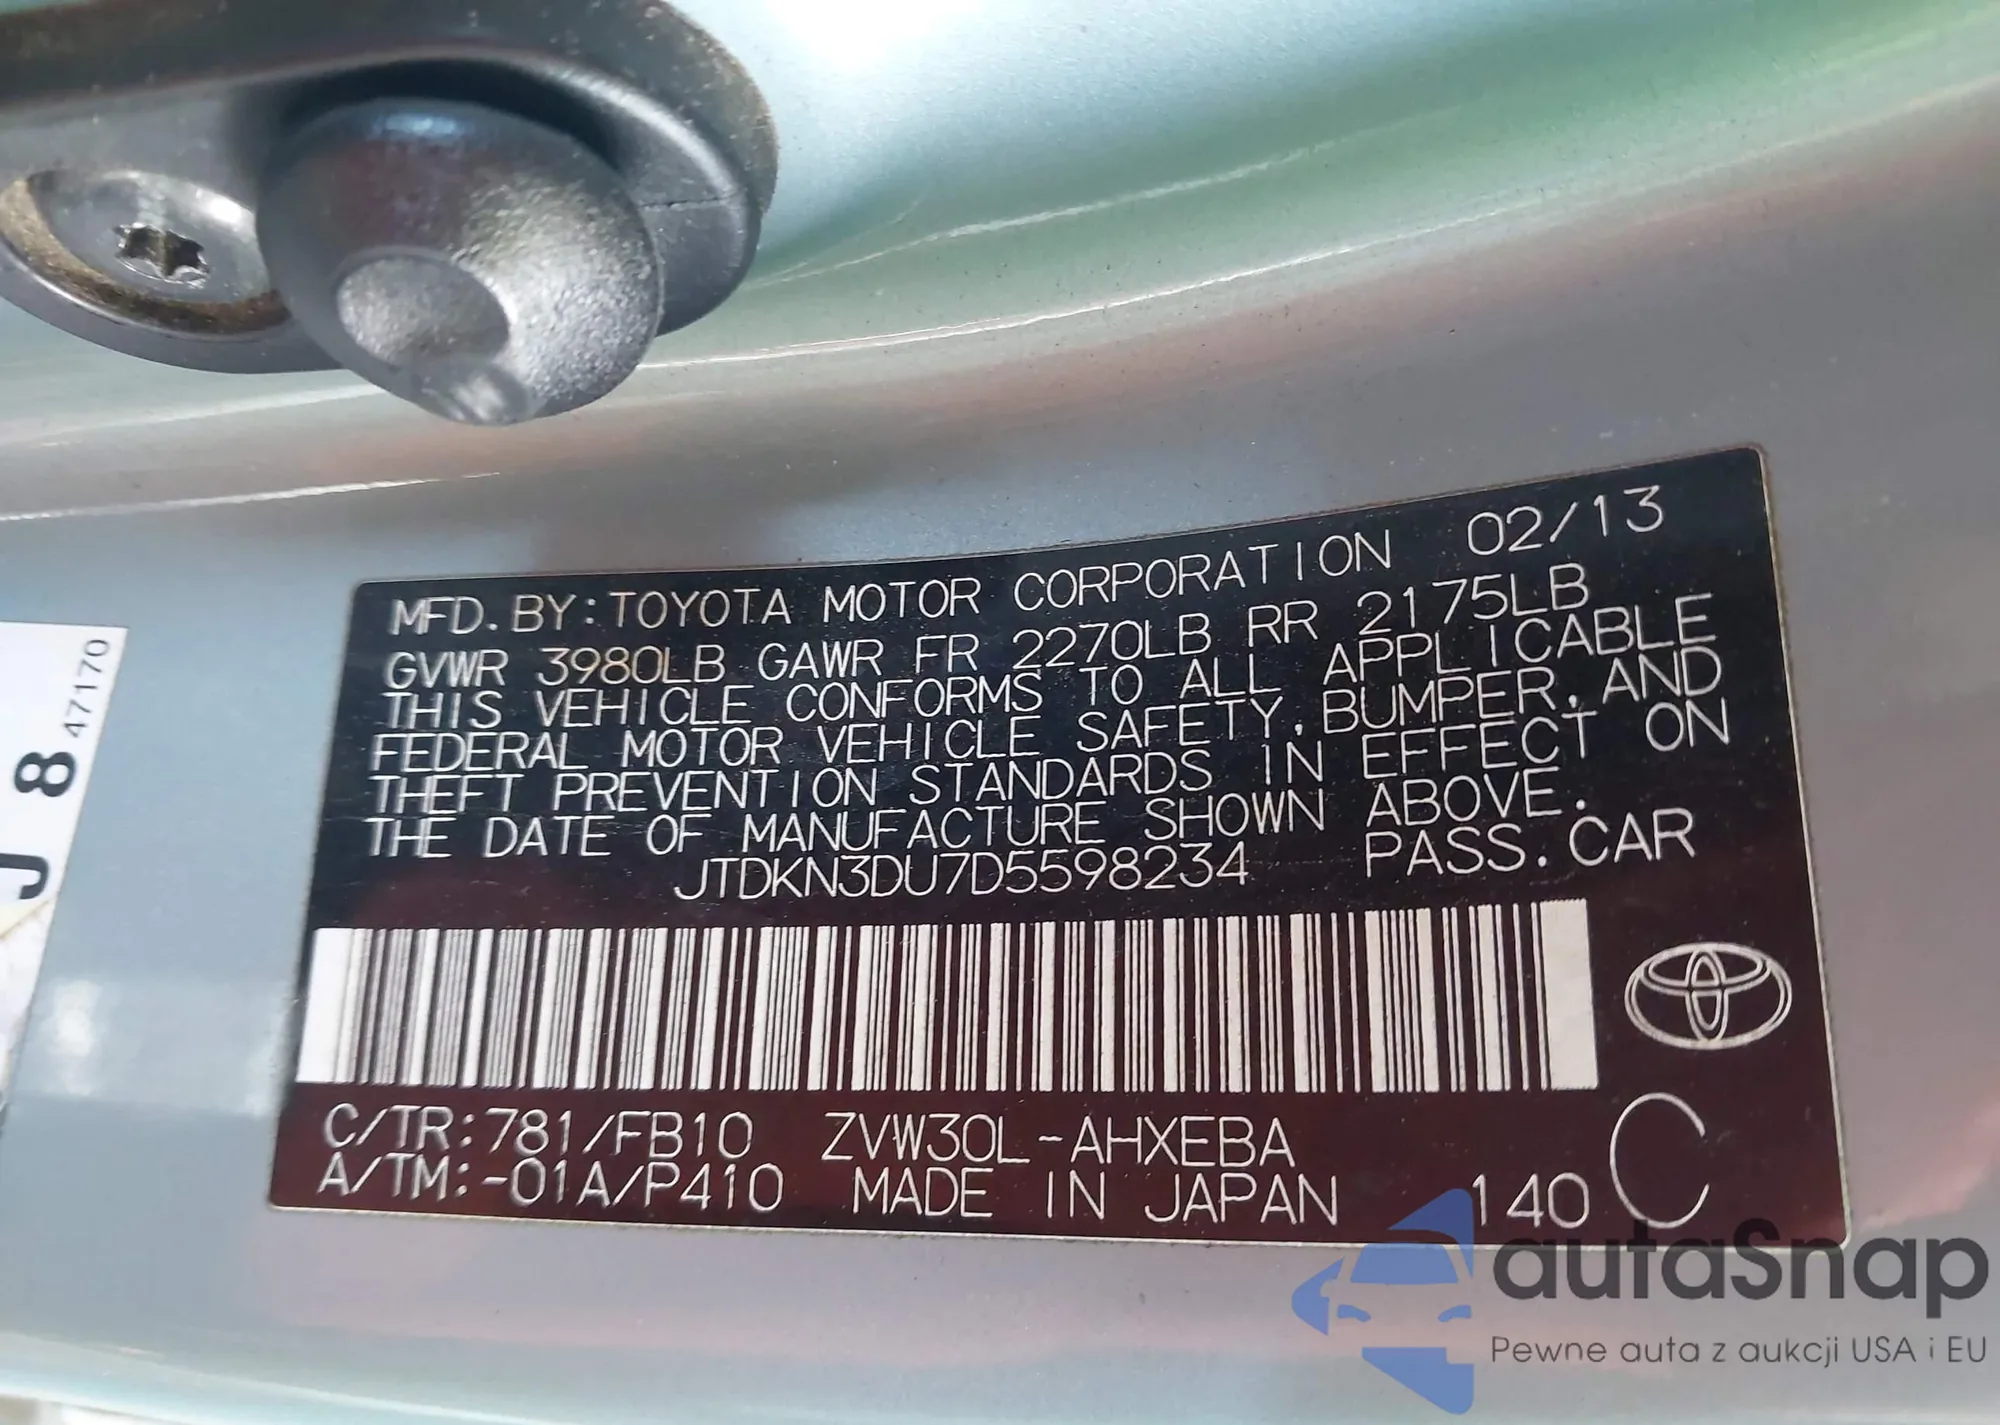 MFD. BY: TOYOTA MOTOR CORPORATION 02/13
GVWR 3980LB GAWR FR 2270LB RR 2175LB
THIS VEHICLE CONFORMS TO ALL APPLICABLE
FEDERAL MOTOR VEHICLE SAFETY, BUMPER, AND
THEFT PREVENTION STANDARDS IN EFFECT ON
THE DATE OF MANUFACTURE SHOWN ABOVE.
JTDKN3DU7D5598234 PASS. CAR
C/TR: 781/FB10 ZVW30L-AHXEBA
A/TM: -01A/P410 MADE IN JAPAN 140 C
J 8 47170
autaSnap
Pewne auta z aukcji USA i EU